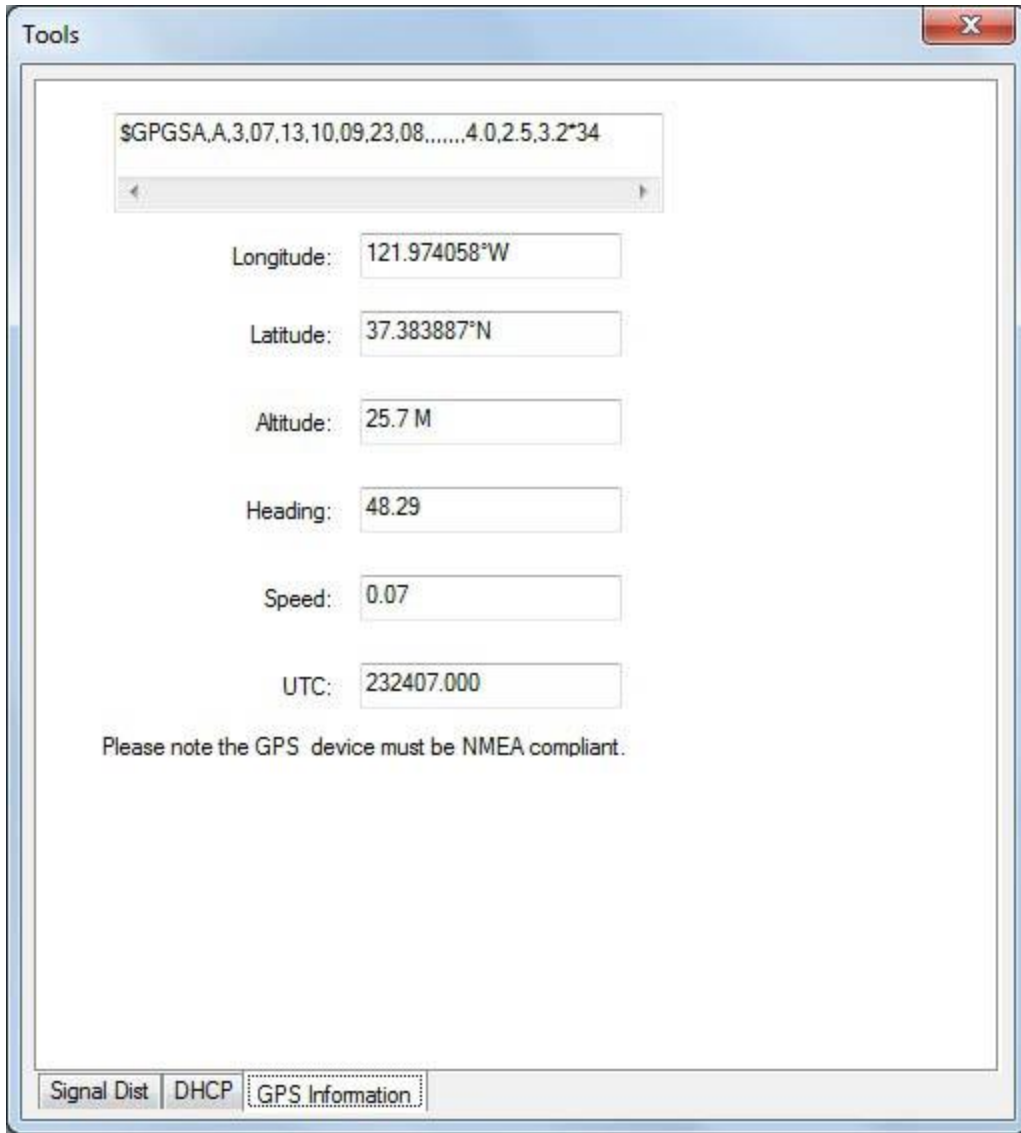 Tools
$GPGSA,A,3,07,13,10,09,23,08,,,,,,,4.0,2.5,3.2*34
Longitude: 121.974058°W
Latitude: 37.383887°N
Altitude: 25.7 M
Heading: 48.29
Speed: 0.07
UTC: 232407.000
Please note the GPS device must be NMEA compliant.
Signal Dist DHCP GPS Information